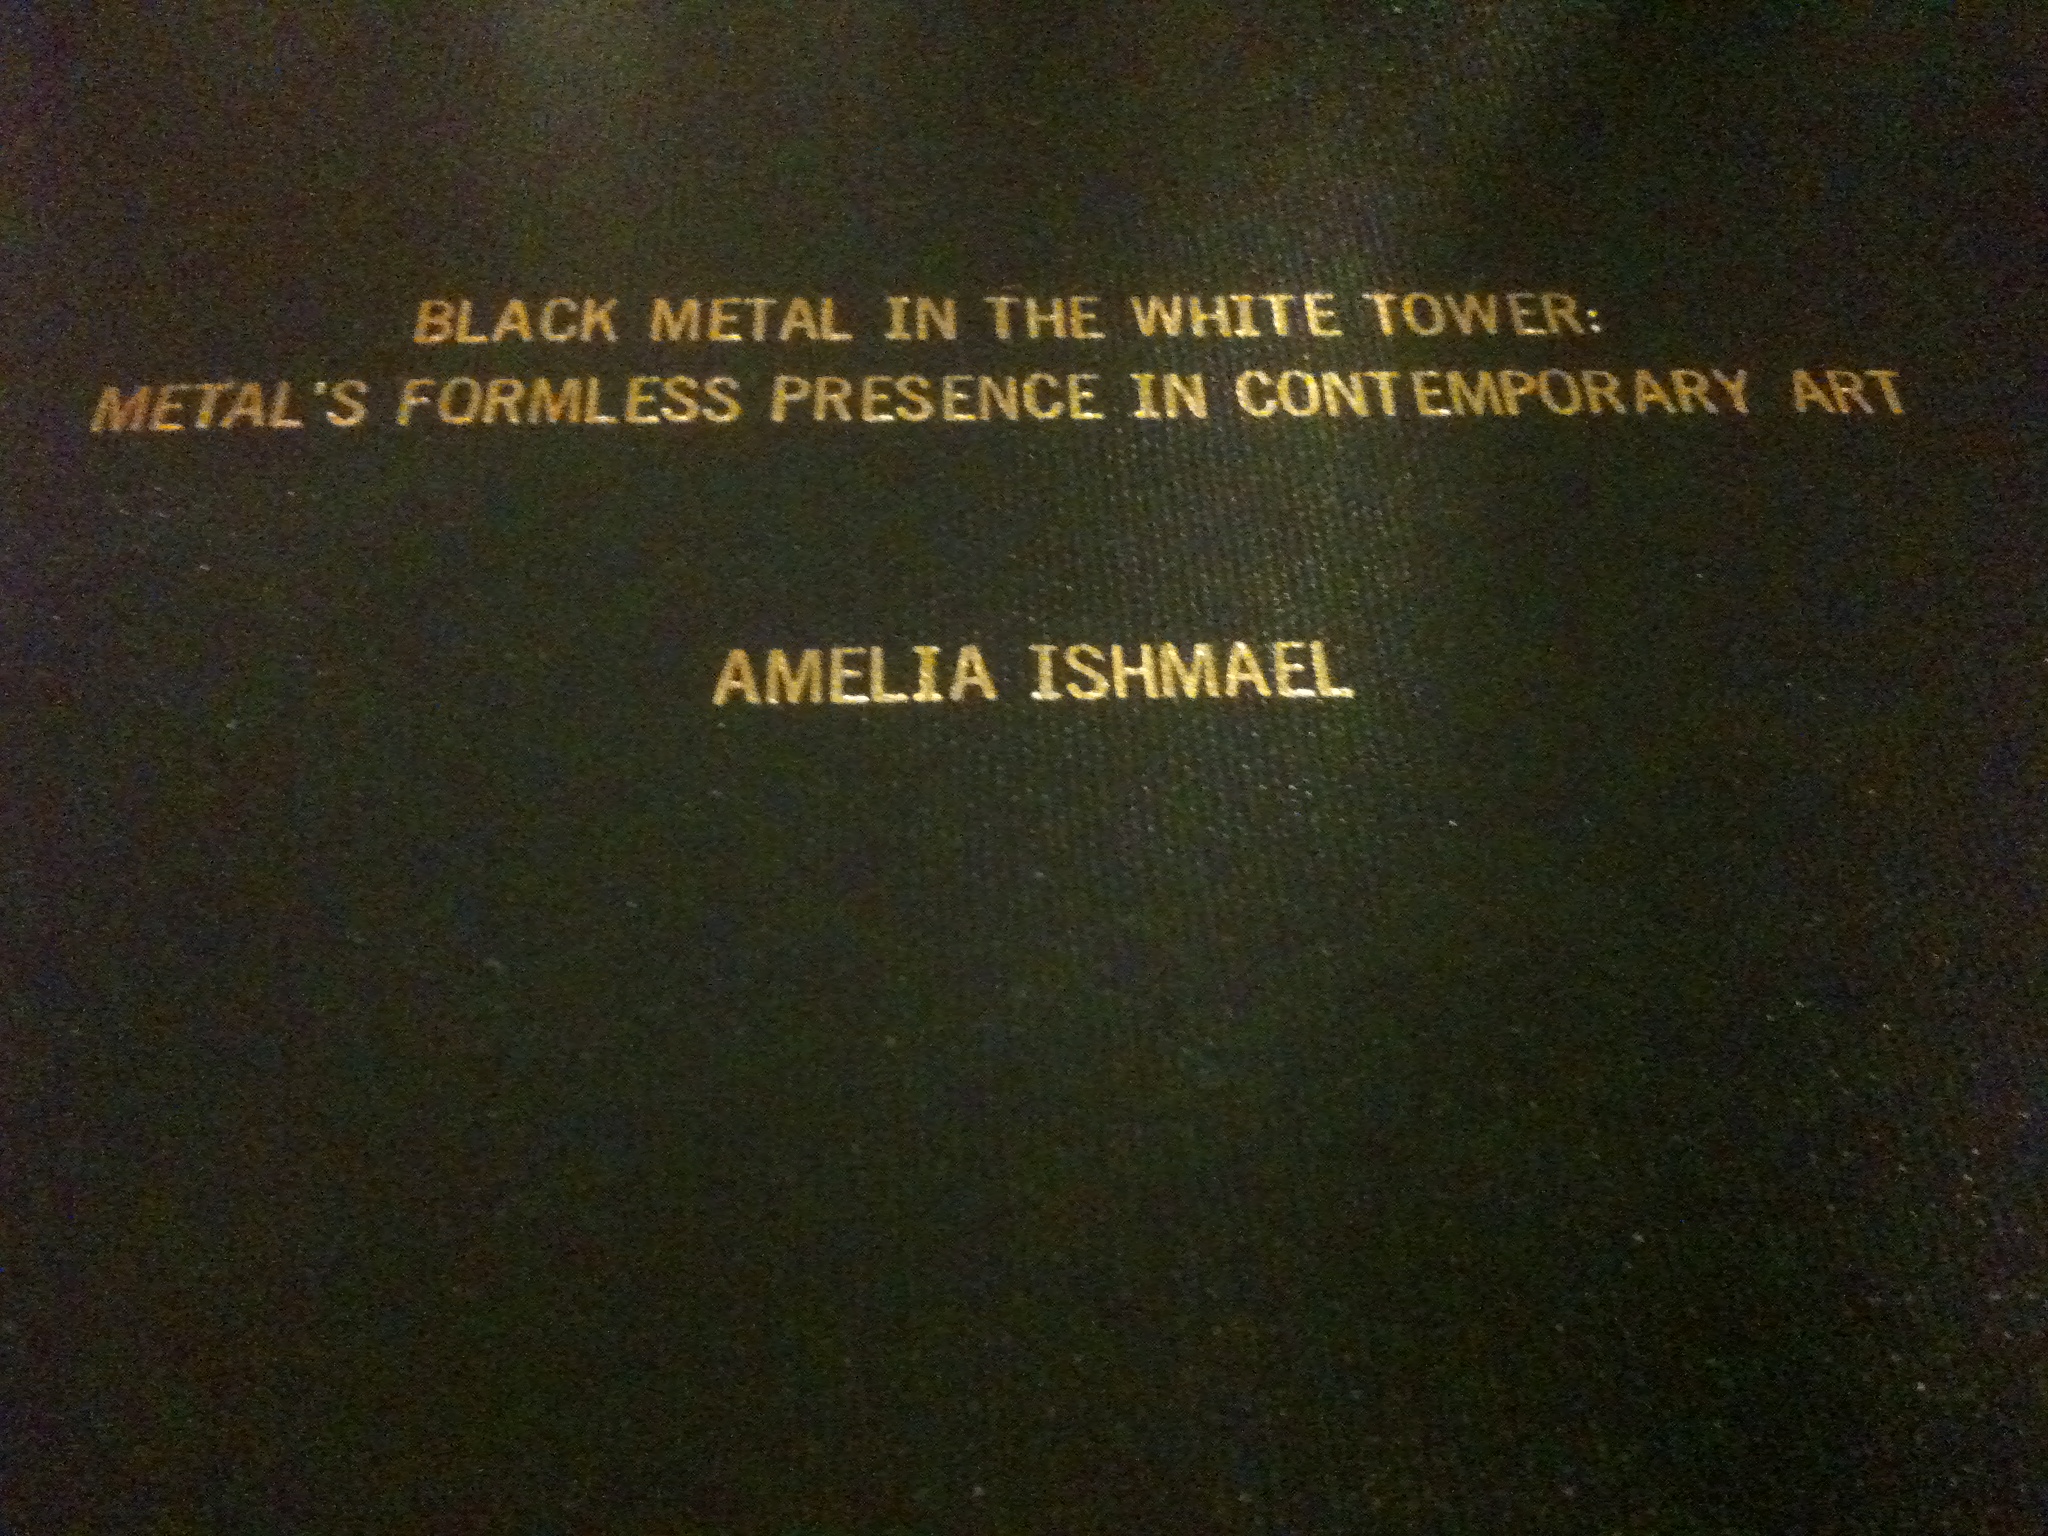 BLACK METAL IN THE WHITE TOWER:
METAL'S FORMLESS PRESENCE IN CONTEMPORARY ART
AMELIA ISHMAEL